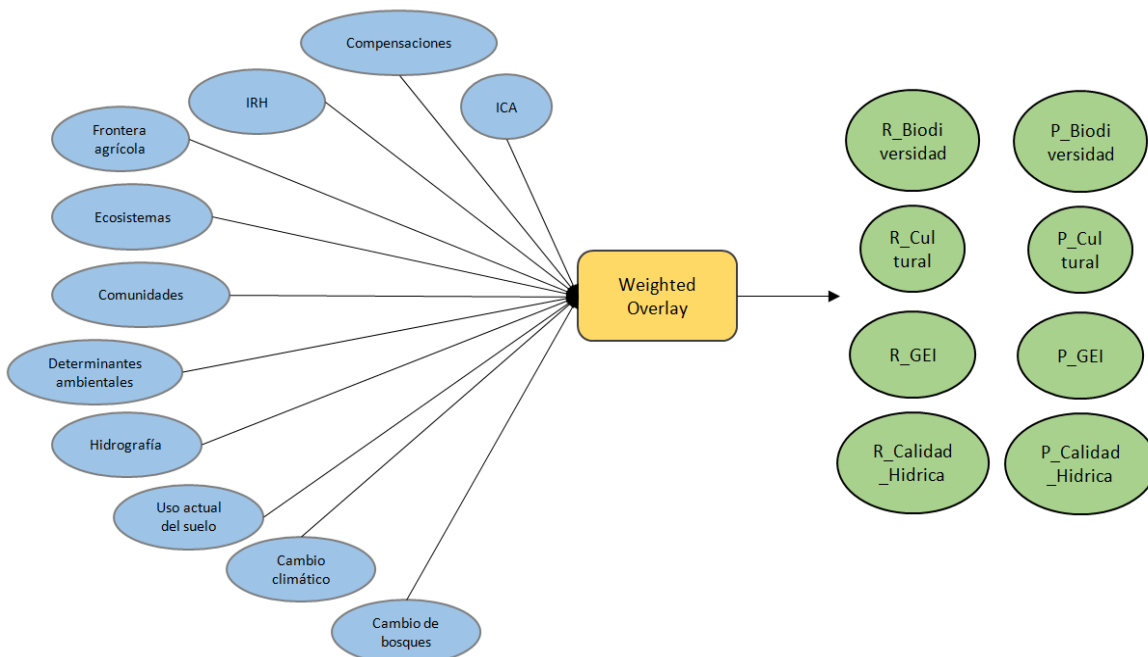 Compensaciones
IRH
ICA
Frontera
agrícola
Ecosistemas
Comunidades
Determinantes
ambientales
Hidrografía
Uso actual
del suelo
Cambio
climático
Cambio de
bosques
Weighted
Overlay
R_Biodi
versidad
P_Biodi
versidad
R_Cul
tural
P_Cul
tural
R_GEI
P_GEI
R_Calidad
_Hidrica
P_Calidad
_Hidrica